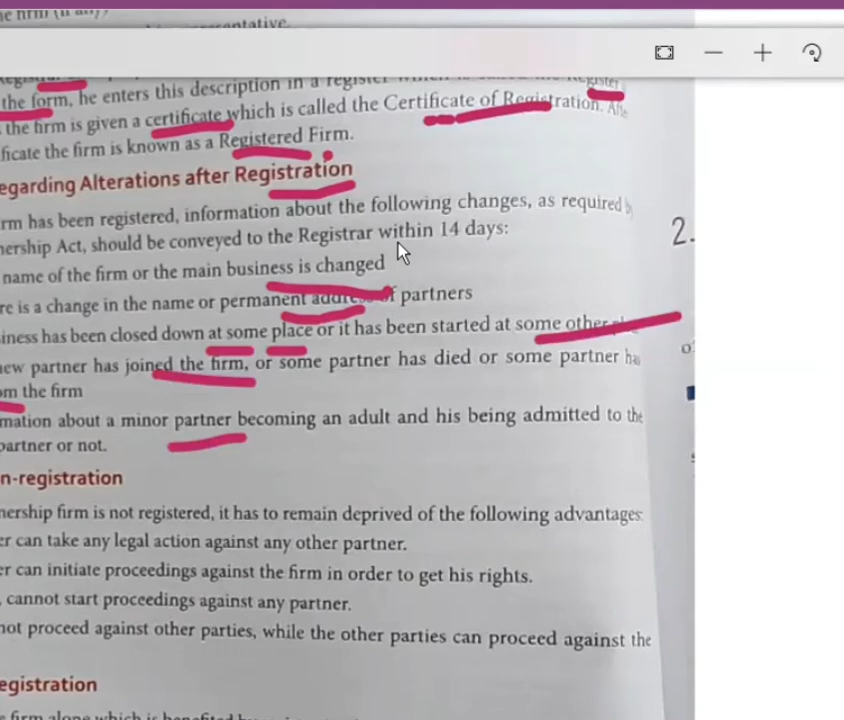 entative.
the form, he enters this description in a register
the firm is given a certificate which is called the Certificate of Registration.
ficate the firm is known as a Registered Firm.
egarding Alterations after Registration
rm has been registered, information about the following changes, as required
nership Act, should be conveyed to the Registrar within 14 days:
name of the firm or the main business is changed
re is a change in the name or permanent address of partners
iness has been closed down at some place or it has been started at some other
new partner has joined the firm, or some partner has died or some partner ha
om the firm
mation about a minor partner becoming an adult and his being admitted to the
partner or not.
n-registration
nership firm is not registered, it has to remain deprived of the following advantages:
er can take any legal action against any other partner.
er can initiate proceedings against the firm in order to get his rights.
, cannot start proceedings against any partner.
not proceed against other parties, while the other parties can proceed against the
egistration
firm alone which is
2.